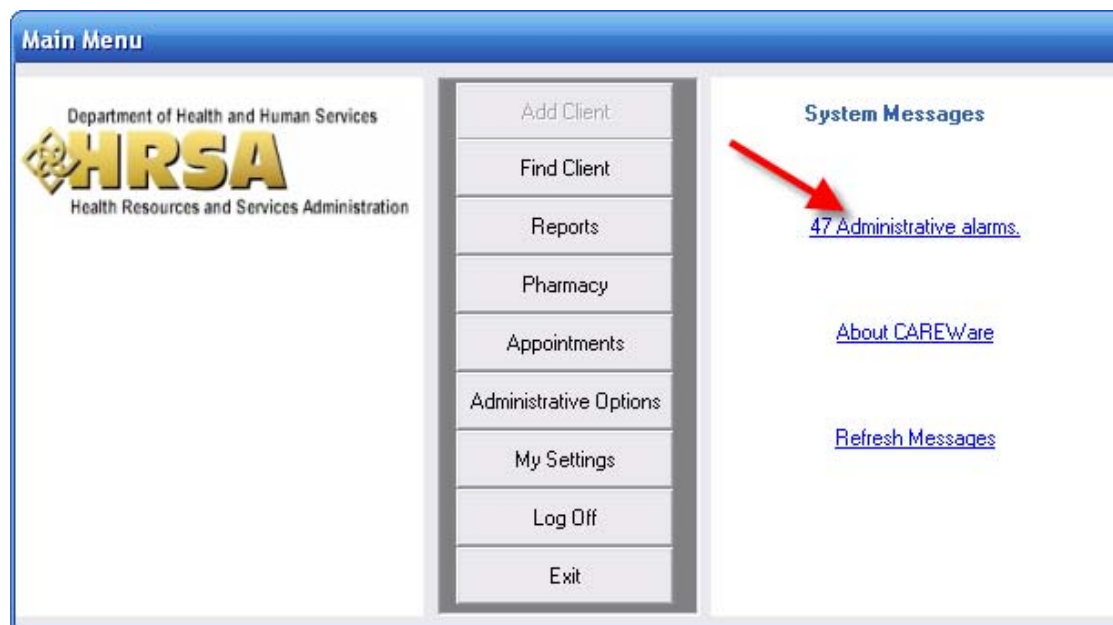 Main Menu
Department of Health and Human Services
HRSA
Health Resources and Services Administration
Add Client
Find Client
Reports
Pharmacy
Appointments
Administrative Options
My Settings
Log Off
Exit
System Messages
47 Administrative alarms.
About CAREWare
Refresh Messages